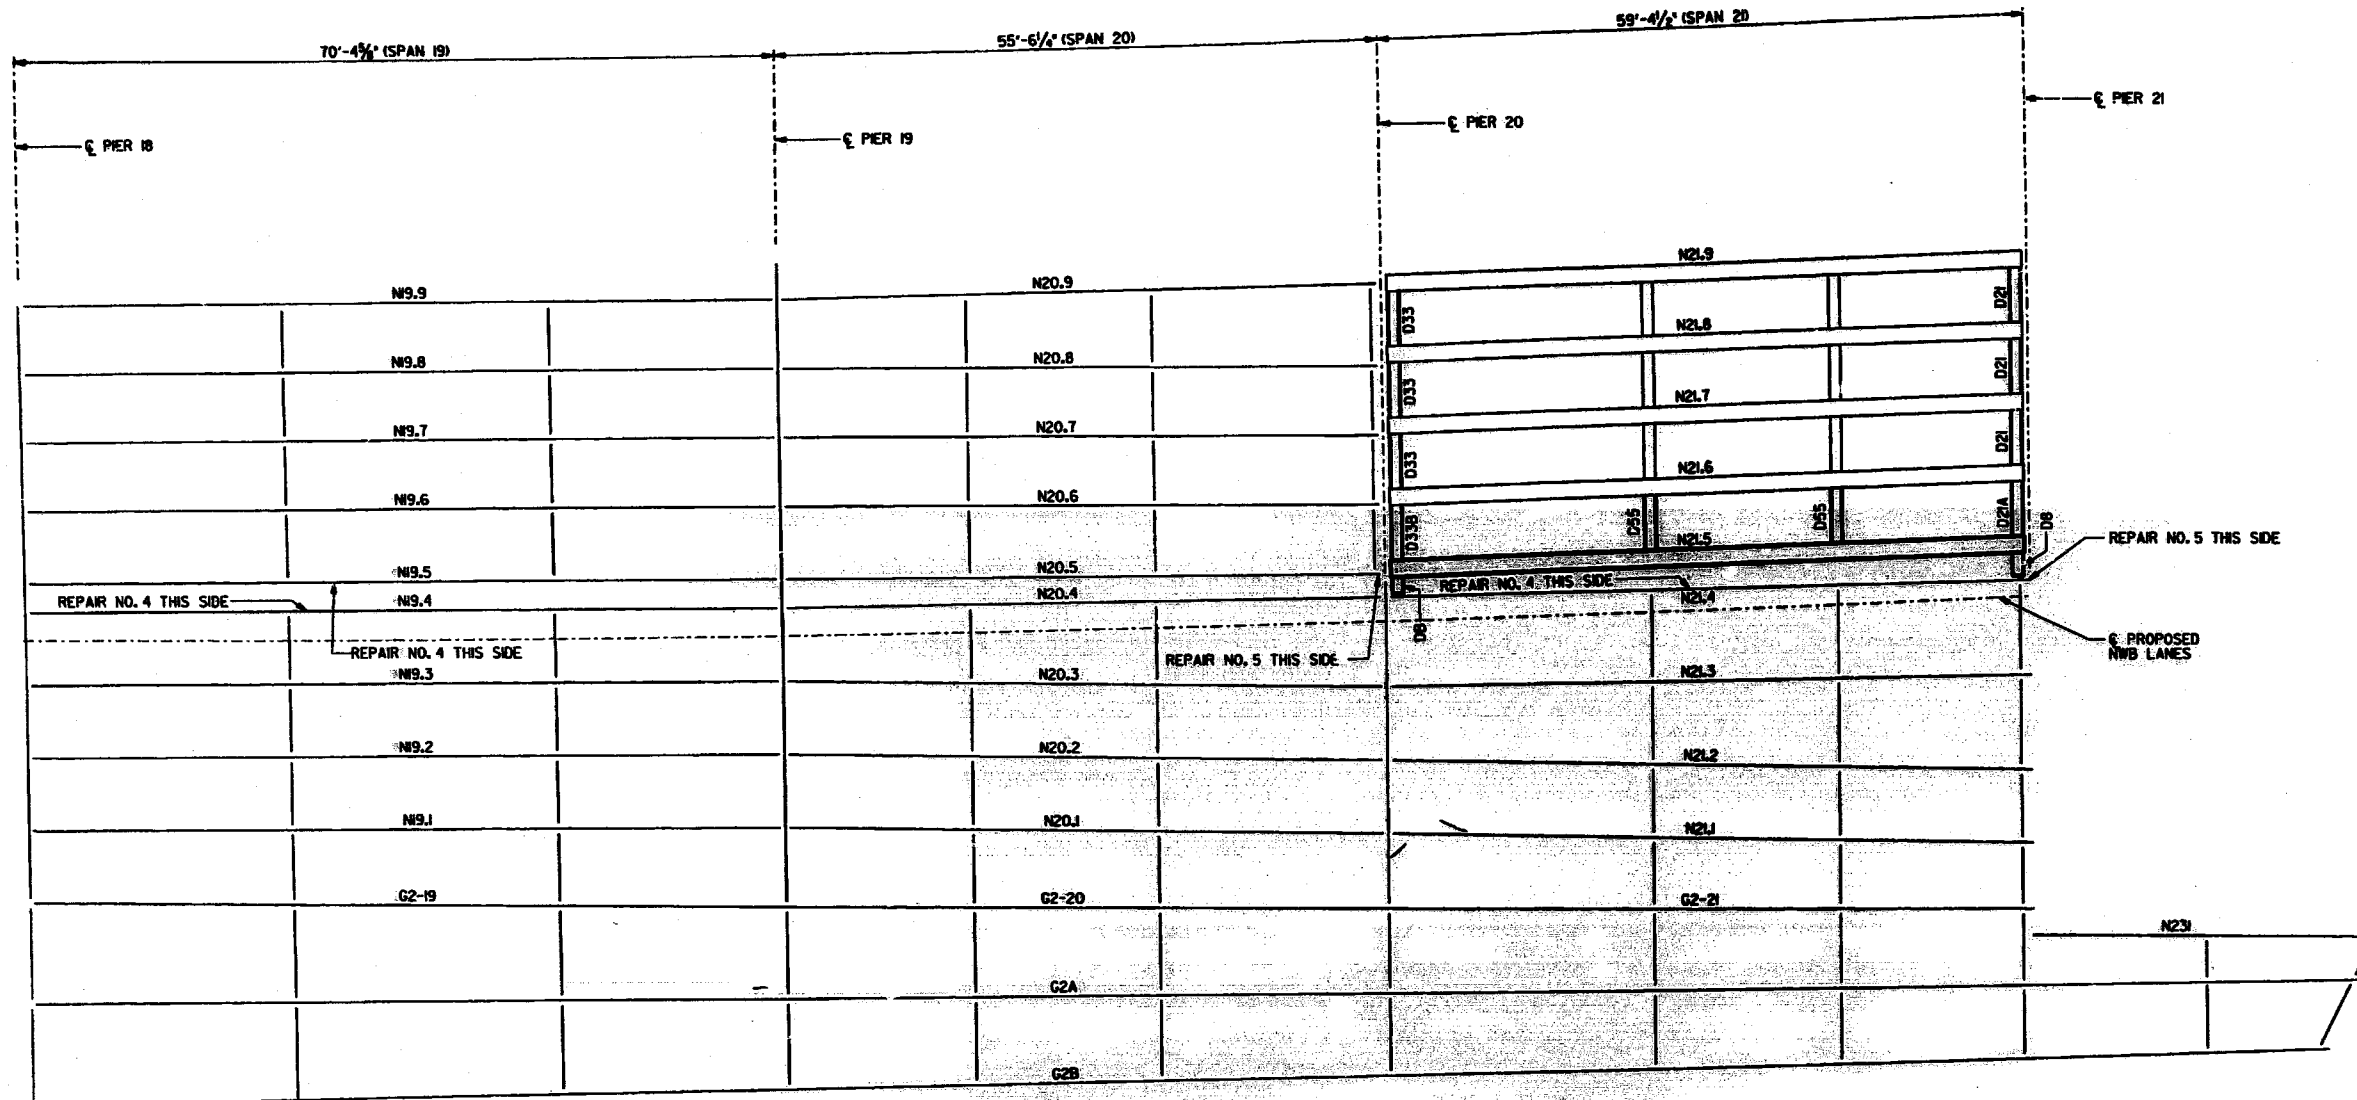 59'-4½" (SPAN 21)
55'-6¼" (SPAN 20)
70'-4⅝" (SPAN 19)
℄ PIER 21
℄ PIER 20
℄ PIER 19
℄ PIER 18
N21.9
N20.9
N19.9
D33
D21
N21.8
N20.8
N19.8
D33
D21
N21.7
N20.7
N19.7
D33
D21
N21.6
N20.6
N19.6
D33B
D55
D55
D21A
D8
N21.5
REPAIR NO. 5 THIS SIDE
N20.5
N19.5
REPAIR NO. 4 THIS SIDE
N20.4
N21.4
REPAIR NO. 4 THIS SIDE
N19.4
D8
℄ PROPOSED
NWB LANES
REPAIR NO. 4 THIS SIDE
REPAIR NO. 5 THIS SIDE
N19.3
N20.3
N21.3
N19.2
N20.2
N21.2
N19.1
N20.1
N21.1
G2-19
G2-20
G2-21
N231
G2A
G2B